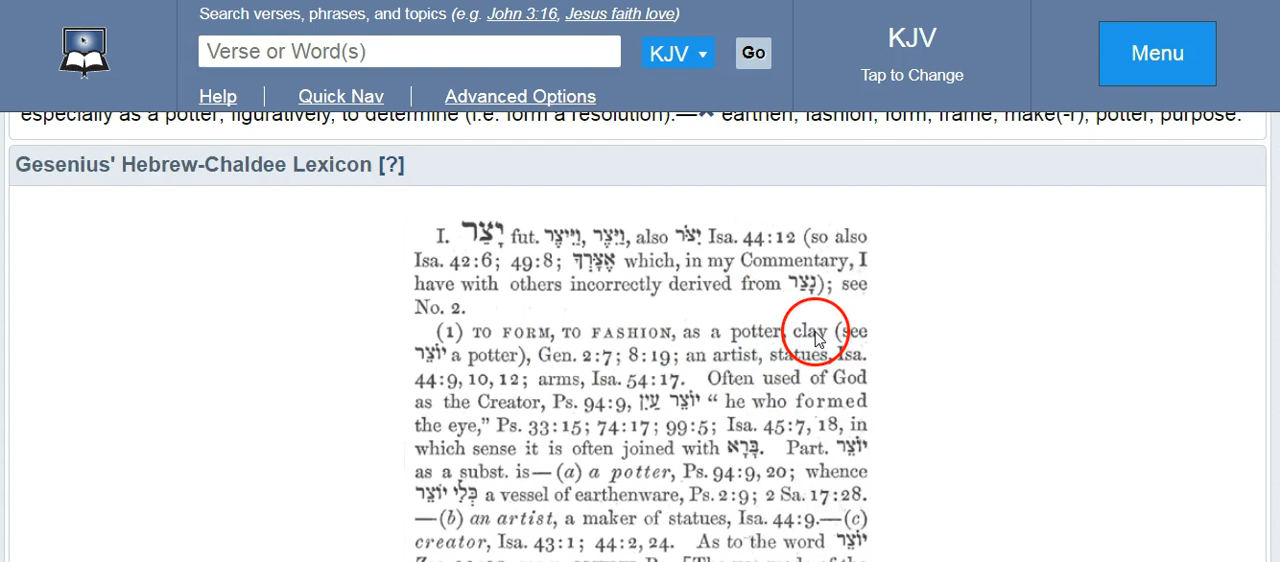 Search verses, phrases, and topics (e.g. John 3:16, Jesus faith love)
Verse or Word(s)
KJV
Go
KJV
Tap to Change
Menu
Help
Quick Nav
Advanced Options
especially as a potter; figuratively, to determine (i.e. form a resolution).— earthen, fashion, form, frame, make(-r), potter, purpose.
Gesenius' Hebrew-Chaldee Lexicon [?]
I. יָצַר fut. וַיִּיצֶר, וַיִּצֶר, also יִצֹּר Isa. 44:12 (so also
Isa. 42:6; 49:8; אֶצָּרְךָ which, in my Commentary, I
have with others incorrectly derived from נָצַר); see
No. 2.
(1) TO FORM, TO FASHION, as a potter, clay (see
יוֹצֵר a potter), Gen. 2:7; 8:19; an artist, statues, Isa.
44:9, 10, 12; arms, Isa. 54:17. Often used of God
as the Creator, Ps. 94:9, יוֹצֵר עַיִן “ he who formed
the eye,” Ps. 33:15; 74:17; 99:5; Isa. 45:7, 18, in
which sense it is often joined with בָּרָא. Part. יוֹצֵר
as a subst. is—(a) a potter, Ps. 94:9, 20; whence
כְּלִי יוֹצֵר a vessel of earthenware, Ps. 2:9; 2 Sa. 17:28.
—(b) an artist, a maker of statues, Isa. 44:9.—(c)
creator, Isa. 43:1; 44:2, 24. As to the word יוֹצֵר